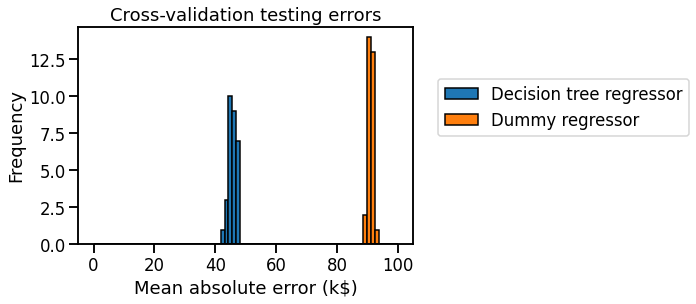 Cross-validation testing errors
Frequency
12.5
10.0
7.5
5.0
2.5
0.0
0 20 40 60 80 100
Mean absolute error (k$)
Decision tree regressor
Dummy regressor